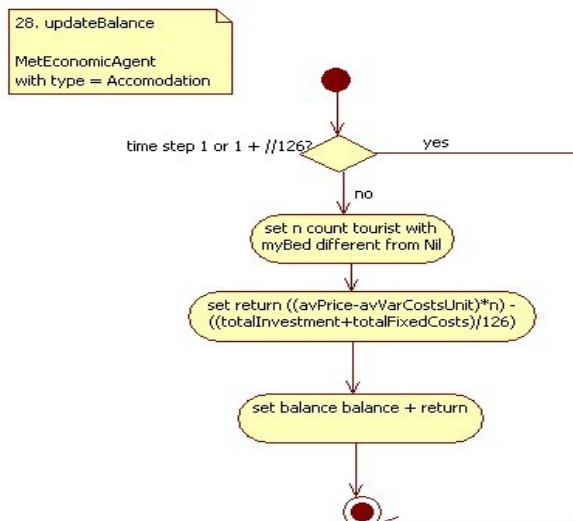 28. updateBalance
MetEconomicAgent
with type = Accomodation
time step 1 or 1 + //126?
yes
no
set n count tourist with
myBed different from Nil
set return ((avPrice-avVarCostsUnit)*n) -
((totalInvestment+totalFixedCosts)/126)
set balance balance + return